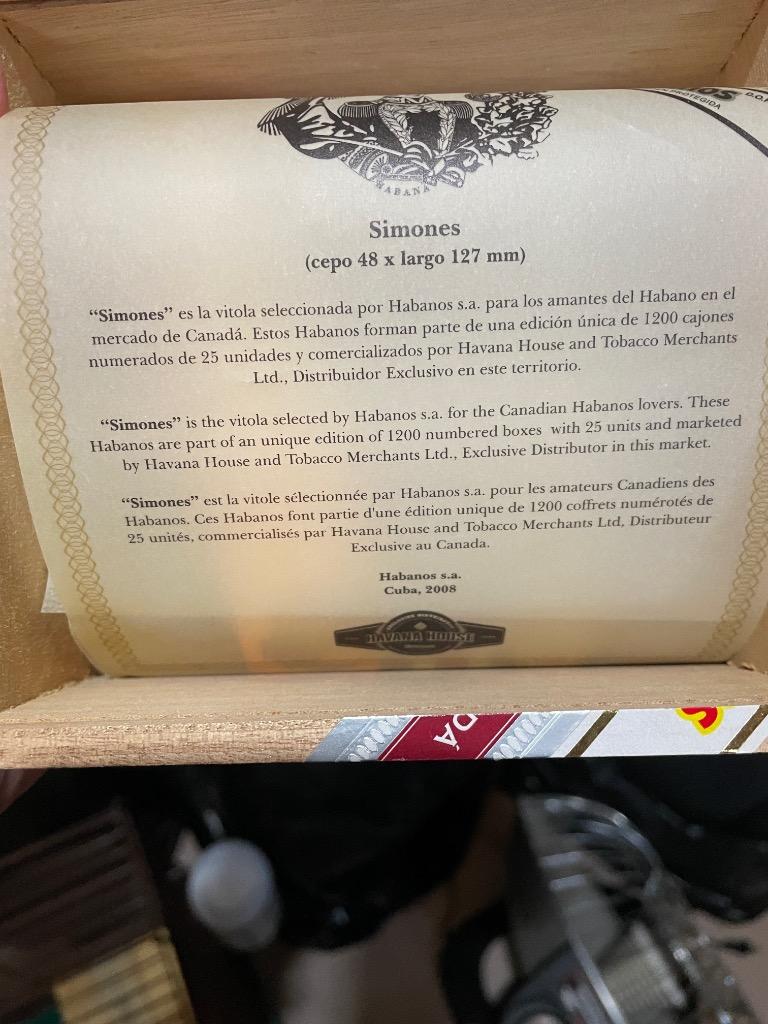 D.O.P
PROTEGIDA
HABANA
Simones
(cepo 48 x largo 127 mm)
“Simones” es la vitola seleccionada por Habanos s.a. para los amantes del Habano en el
mercado de Canadá. Estos Habanos forman parte de una edición única de 1200 cajones
numerados de 25 unidades y comercializados por Havana House and Tobacco Merchants
Ltd., Distribuidor Exclusivo en este territorio.
“Simones” is the vitola selected by Habanos s.a. for the Canadian Habanos lovers. These
Habanos are part of an unique edition of 1200 numbered boxes with 25 units and marketed
by Havana House and Tobacco Merchants Ltd., Exclusive Distributor in this market.
“Simones” est la vitole sélectionnée par Habanos s.a. pour les amateurs Canadiens des
Habanos. Ces Habanos font partie d'une édition unique de 1200 coffrets numérotés de
25 unités, commercialisés par Havana House and Tobacco Merchants Ltd, Distributeur
Exclusive au Canada.
Habanos s.a.
Cuba, 2008
HAVANA HOUSE
DÁ